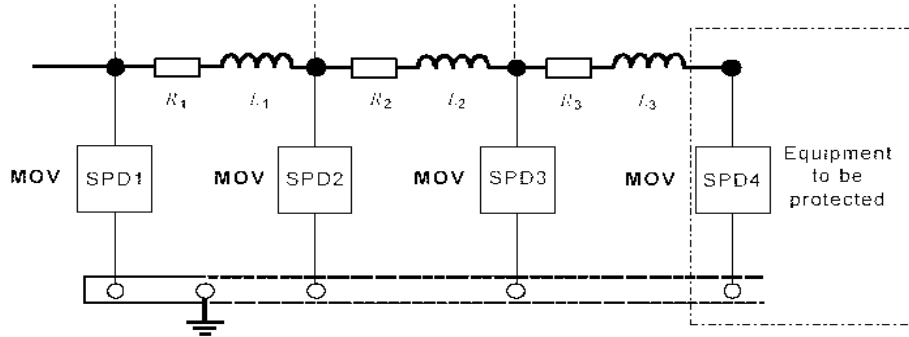 R1 L1 R2 L2 R3 L3
MOV SPD1 MOV SPD2 MOV SPD3 MOV SPD4
Equipment
to be
protected